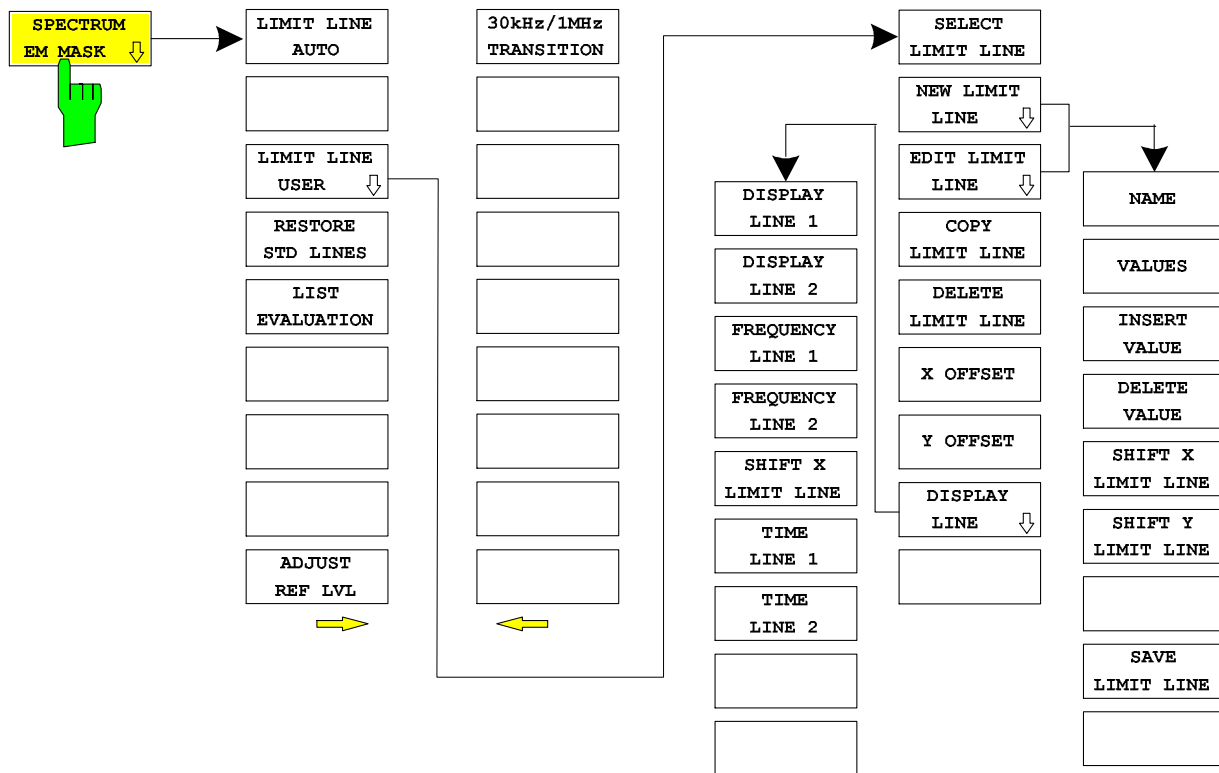 SPECTRUM
EM MASK
LIMIT LINE
AUTO
LIMIT LINE
USER
RESTORE
STD LINES
LIST
EVALUATION
ADJUST
REF LVL
30kHz/1MHz
TRANSITION
DISPLAY
LINE 1
DISPLAY
LINE 2
FREQUENCY
LINE 1
FREQUENCY
LINE 2
SHIFT X
LIMIT LINE
TIME
LINE 1
TIME
LINE 2
SELECT
LIMIT LINE
NEW LIMIT
LINE
EDIT LIMIT
LINE
COPY
LIMIT LINE
DELETE
LIMIT LINE
X OFFSET
Y OFFSET
DISPLAY
LINE
NAME
VALUES
INSERT
VALUE
DELETE
VALUE
SHIFT X
LIMIT LINE
SHIFT Y
LIMIT LINE
SAVE
LIMIT LINE